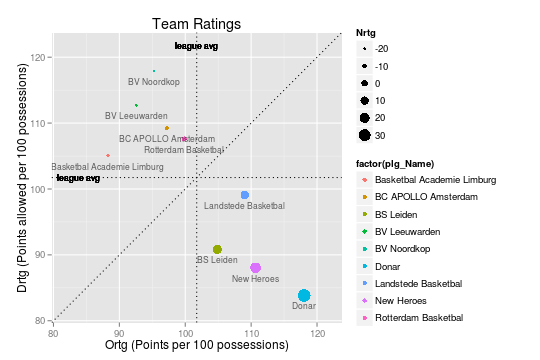 Team Ratings
league avg
120
BV Noordkop
BV Leeuwarden
110
BC APOLLO Amsterdam
Rotterdam Basketbal
Basketbal Academie Limburg
league avg
100
Landstede Basketbal
90
BS Leiden
New Heroes
Donar
80
80 90 100 110 120
Ortg (Points per 100 possessions)
Drtg (Points allowed per 100 possessions)
Nrtg
-20
-10
0
10
20
30
factor(plg_Name)
Basketbal Academie Limburg
BC APOLLO Amsterdam
BS Leiden
BV Leeuwarden
BV Noordkop
Donar
Landstede Basketbal
New Heroes
Rotterdam Basketbal